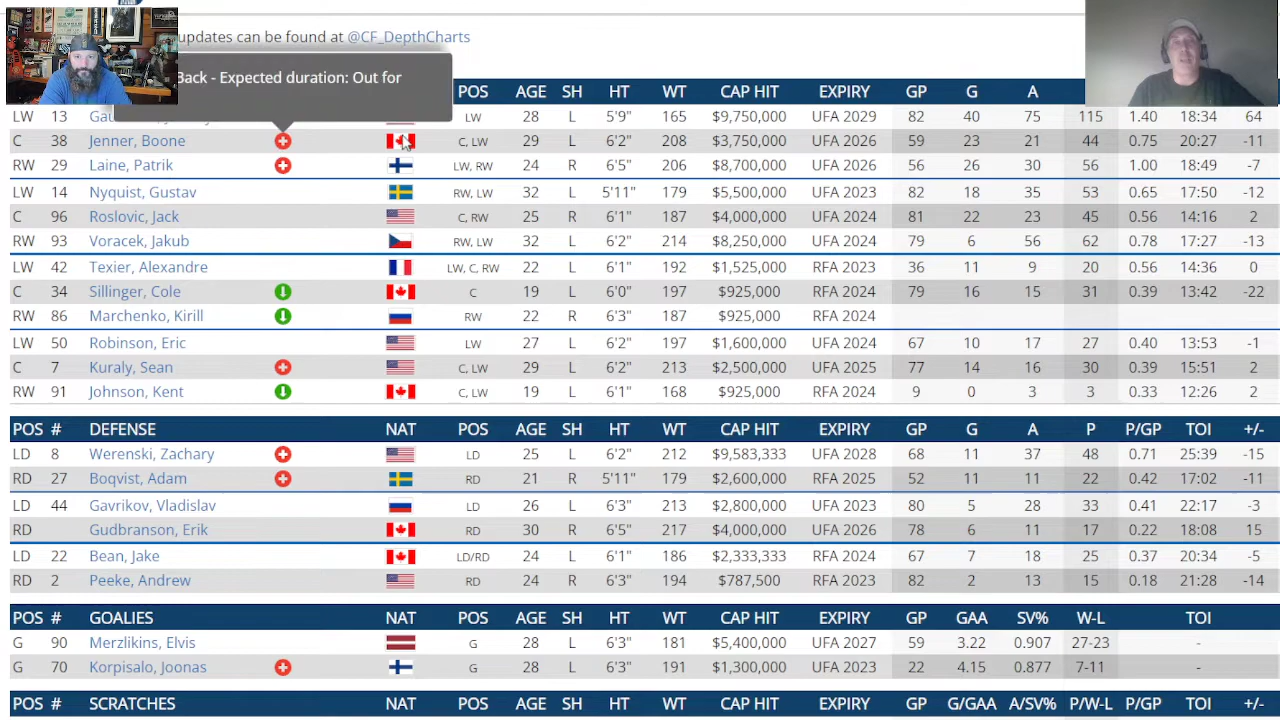 updates can be found at @CF_DepthCharts
Back - Expected duration: Out for
POS AGE SH HT WT CAP HIT EXPIRY GP G A
LW 13 LW 28 L 5'9" 165 $9,750,000 UFA 2029 82 40 75 115 1.40 18:34 64
C 38 Jenner, Boone C, LW 29 L 6'2" 208 $3,750,000 UFA 2026 59 23 21 44 0.75 20:27 -11
RW 29 Laine, Patrik LW, RW 24 R 6'5" 206 $8,700,000 UFA 2026 56 26 30 56 1.00 18:49 -7
LW 14 Nyquist, Gustav RW, LW 32 L 5'11" 179 $5,500,000 UFA 2023 82 18 35 53 0.65 17:50 -12
C 96 Roslovic, Jack C, RW 25 R 6'1" 187 $4,000,000 UFA 2024 81 22 23 45 0.56 14:16 2
RW 93 Voracek, Jakub RW, LW 32 L 6'2" 214 $8,250,000 UFA 2024 79 6 56 62 0.78 17:27 -13
LW 42 Texier, Alexandre LW, C, RW 22 L 6'1" 192 $1,525,000 RFA 2023 36 11 9 20 0.56 14:36 0
C 34 Sillinger, Cole C 19 L 6'0" 197 $925,000 RFA 2024 79 16 15 31 0.39 13:42 -22
RW 86 Marchenko, Kirill RW 22 R 6'3" 187 $925,000 RFA 2024
LW 50 Robinson, Eric LW 27 L 6'2" 197 $1,600,000 UFA 2024 67 10 17 27 0.40 13:53 -1
C 7 Kuraly, Sean C, LW 29 L 6'2" 213 $2,500,000 UFA 2025 77 14 16 30 0.39 15:51 2
RW 91 Johnson, Kent C, LW 19 L 6'1" 168 $925,000 RFA 2024 9 0 3 3 0.33 12:26 2
POS # DEFENSE NAT POS AGE SH HT WT CAP HIT EXPIRY GP G A P P/GP TOI +/-
LD 8 Werenski, Zachary LD 25 L 6'2" 212 $9,583,333 UFA 2028 68 11 37 48 0.71 25:39 -15
RD 27 Boqvist, Adam RD 21 R 5'11" 179 $2,600,000 RFA 2025 52 11 11 22 0.42 17:02 -11
LD 44 Gavrikov, Vladislav LD 26 L 6'3" 213 $2,800,000 UFA 2023 80 5 28 33 0.41 22:17 -3
RD Gudbranson, Erik RD 30 R 6'5" 217 $4,000,000 UFA 2026 78 6 11 17 0.22 18:08 15
LD 22 Bean, Jake LD/RD 24 L 6'1" 186 $2,333,333 RFA 2024 67 7 18 25 0.37 20:34 -5
RD 2 Peeke, Andrew RD 24 R 6'3" 194 $787,500 RFA 2023 82 2 13 15 0.18 21:28 -14
POS # GOALIES NAT POS AGE SH HT WT CAP HIT EXPIRY GP GAA SV% W-L TOI
G 90 Merzlikins, Elvis G 28 L 6'3" 181 $5,400,000 UFA 2027 59 3.22 0.907 27-23 -
G 70 Korpisalo, Joonas G 28 L 6'3" 191 $1,300,000 UFA 2023 22 4.15 0.877 7-11 -
POS # SCRATCHES NAT POS AGE SH HT WT CAP HIT EXPIRY GP G/GAA A/SV% P/W-L P/GP TOI +/-